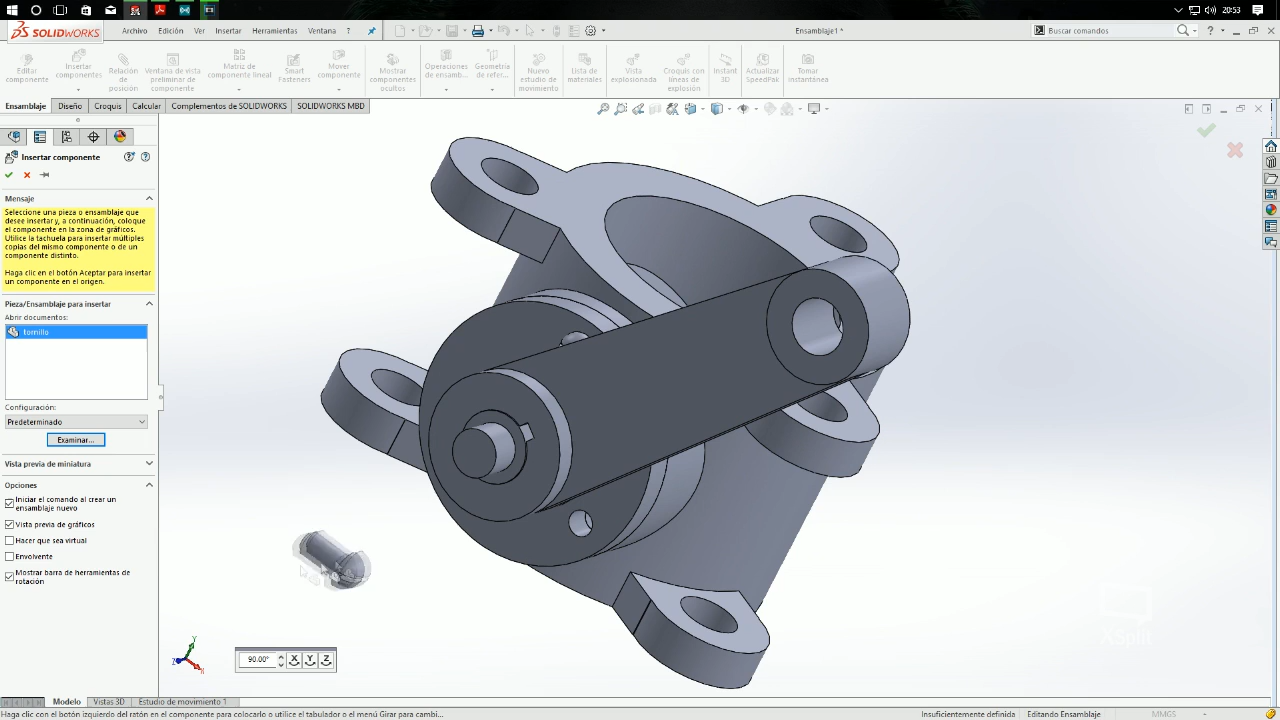 20:53
SOLIDWORKS
Archivo Edición Ver Insertar Herramientas Ventana ?
Ensamblaje1 *
Buscar comandos
Editar componente
Insertar componentes
Relación de posición
Ventana de vista preliminar de componente
Matriz de componente lineal
Smart Fasteners
Mover componente
Mostrar componentes ocultos
Operaciones de ensamb...
Geometría de refer...
Nuevo estudio de movimiento
Lista de materiales
Vista explosionada
Croquis con líneas de explosión
Instant 3D
Actualizar SpeedPak
Tomar instantánea
Ensamblaje Diseño Croquis Calcular Complementos de SOLIDWORKS SOLIDWORKS MBD
Insertar componente
Mensaje
Seleccione una pieza o ensamblaje que
desee insertar y, a continuación, coloque
el componente en la zona de gráficos.
Utilice la tachuela para insertar múltiples
copias del mismo componente o de un
componente distinto.
Haga clic en el botón Aceptar para insertar
un componente en el origen.
Pieza/Ensamblaje para insertar
Abrir documentos:
tornillo
Configuración:
Predeterminado
Examinar...
Vista previa de miniatura
Opciones
Iniciar el comando al crear un
ensamblaje nuevo
Vista previa de gráficos
Hacer que sea virtual
Envolvente
Mostrar barra de herramientas de
rotación
Y
Z
X
90.00° X Y Z
XSplit
Modelo Vistas 3D Estudio de movimiento 1
Haga clic con el botón izquierdo del ratón en el componente para colocarlo o utilice el tabulador o el menú Girar para cambi...
Insuficientemente definida Editando Ensamblaje MMGS